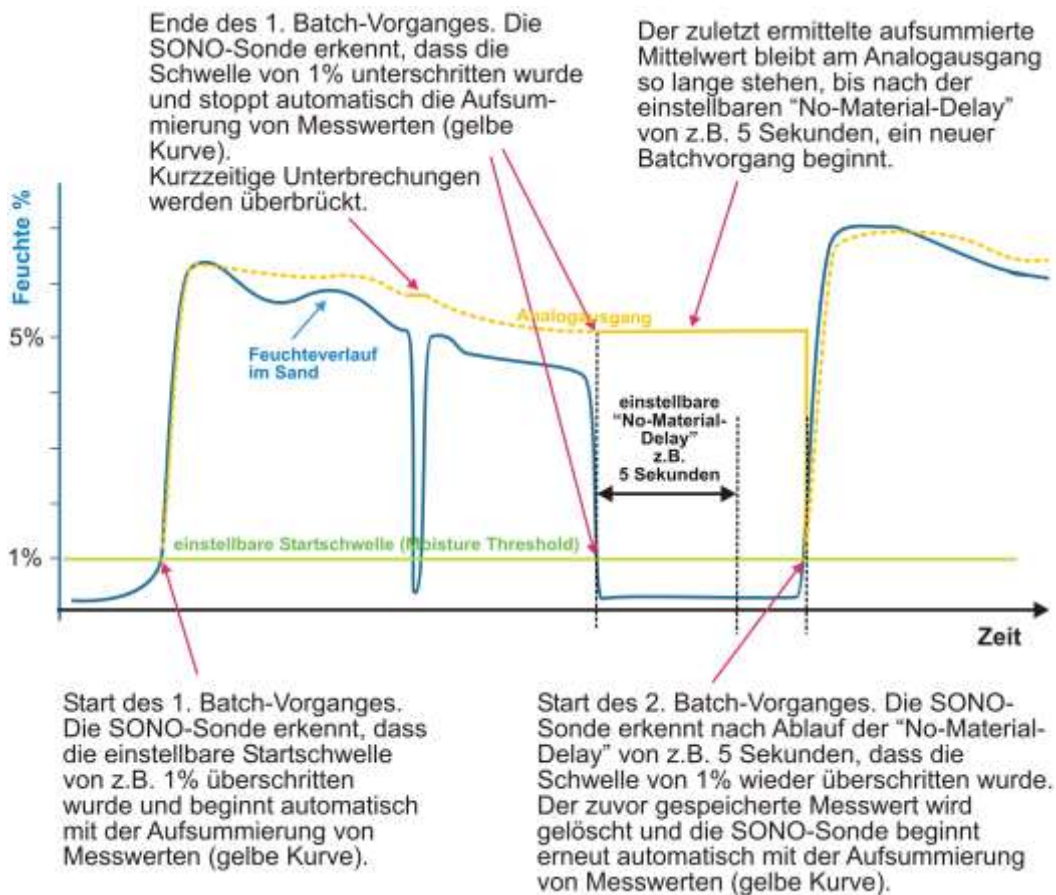 Ende des 1. Batch-Vorganges. Die
SONO-Sonde erkennt, dass die
Schwelle von 1% unterschritten wurde
und stoppt automatisch die Aufsum-
mierung von Messwerten (gelbe
Kurve).
Kurzzeitige Unterbrechungen
werden überbrückt.
Der zuletzt ermittelte aufsummierte
Mittelwert bleibt am Analogausgang
so lange stehen, bis nach der
einstellbaren “No-Material-Delay”
von z.B. 5 Sekunden, ein neuer
Batchvorgang beginnt.
Feuchte %
5%
1%
Analogausgang
Feuchteverlauf
im Sand
einstellbare
“No-Material-
Delay”
z.B.
5 Sekunden
einstellbare Startschwelle (Moisture Threshold)
Zeit
Start des 1. Batch-Vorganges.
Die SONO-Sonde erkennt, dass
die einstellbare Startschwelle
von z.B. 1% überschritten
wurde und beginnt automatisch
mit der Aufsummierung von
Messwerten (gelbe Kurve).
Start des 2. Batch-Vorganges. Die SONO-
Sonde erkennt nach Ablauf der “No-Material-
Delay” von z.B. 5 Sekunden, dass die
Schwelle von 1% wieder überschritten wurde.
Der zuvor gespeicherte Messwert wird
gelöscht und die SONO-Sonde beginnt
erneut automatisch mit der Aufsummierung
von Messwerten (gelbe Kurve).